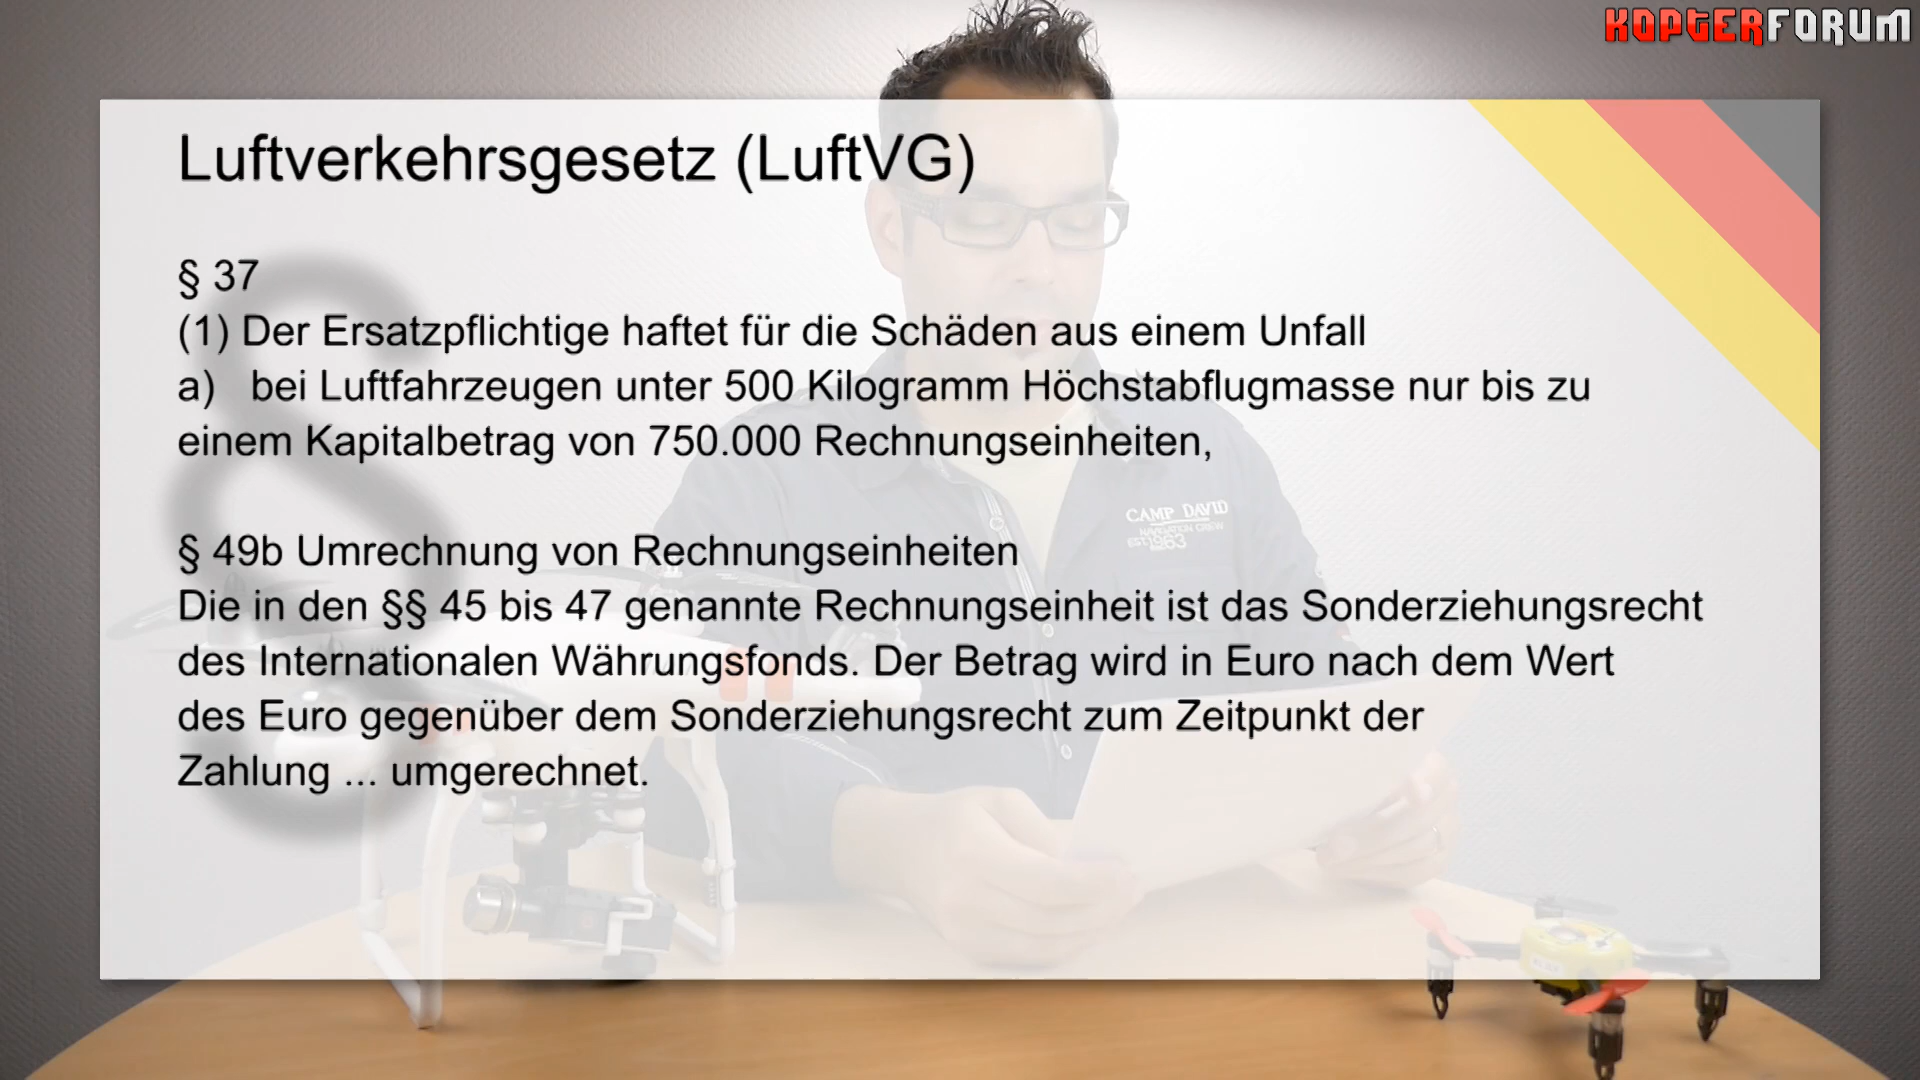 KOPTERFORUM
Luftverkehrsgesetz (LuftVG)
§ 37
(1) Der Ersatzpflichtige haftet für die Schäden aus einem Unfall
a) bei Luftfahrzeugen unter 500 Kilogramm Höchstabflugmasse nur bis zu
einem Kapitalbetrag von 750.000 Rechnungseinheiten,
§ 49b Umrechnung von Rechnungseinheiten
Die in den §§ 45 bis 47 genannte Rechnungseinheit ist das Sonderziehungsrecht
des Internationalen Währungsfonds. Der Betrag wird in Euro nach dem Wert
des Euro gegenüber dem Sonderziehungsrecht zum Zeitpunkt der
Zahlung ... umgerechnet.
§
CAMP DAVID
NAVIGATION CREW
EST1963